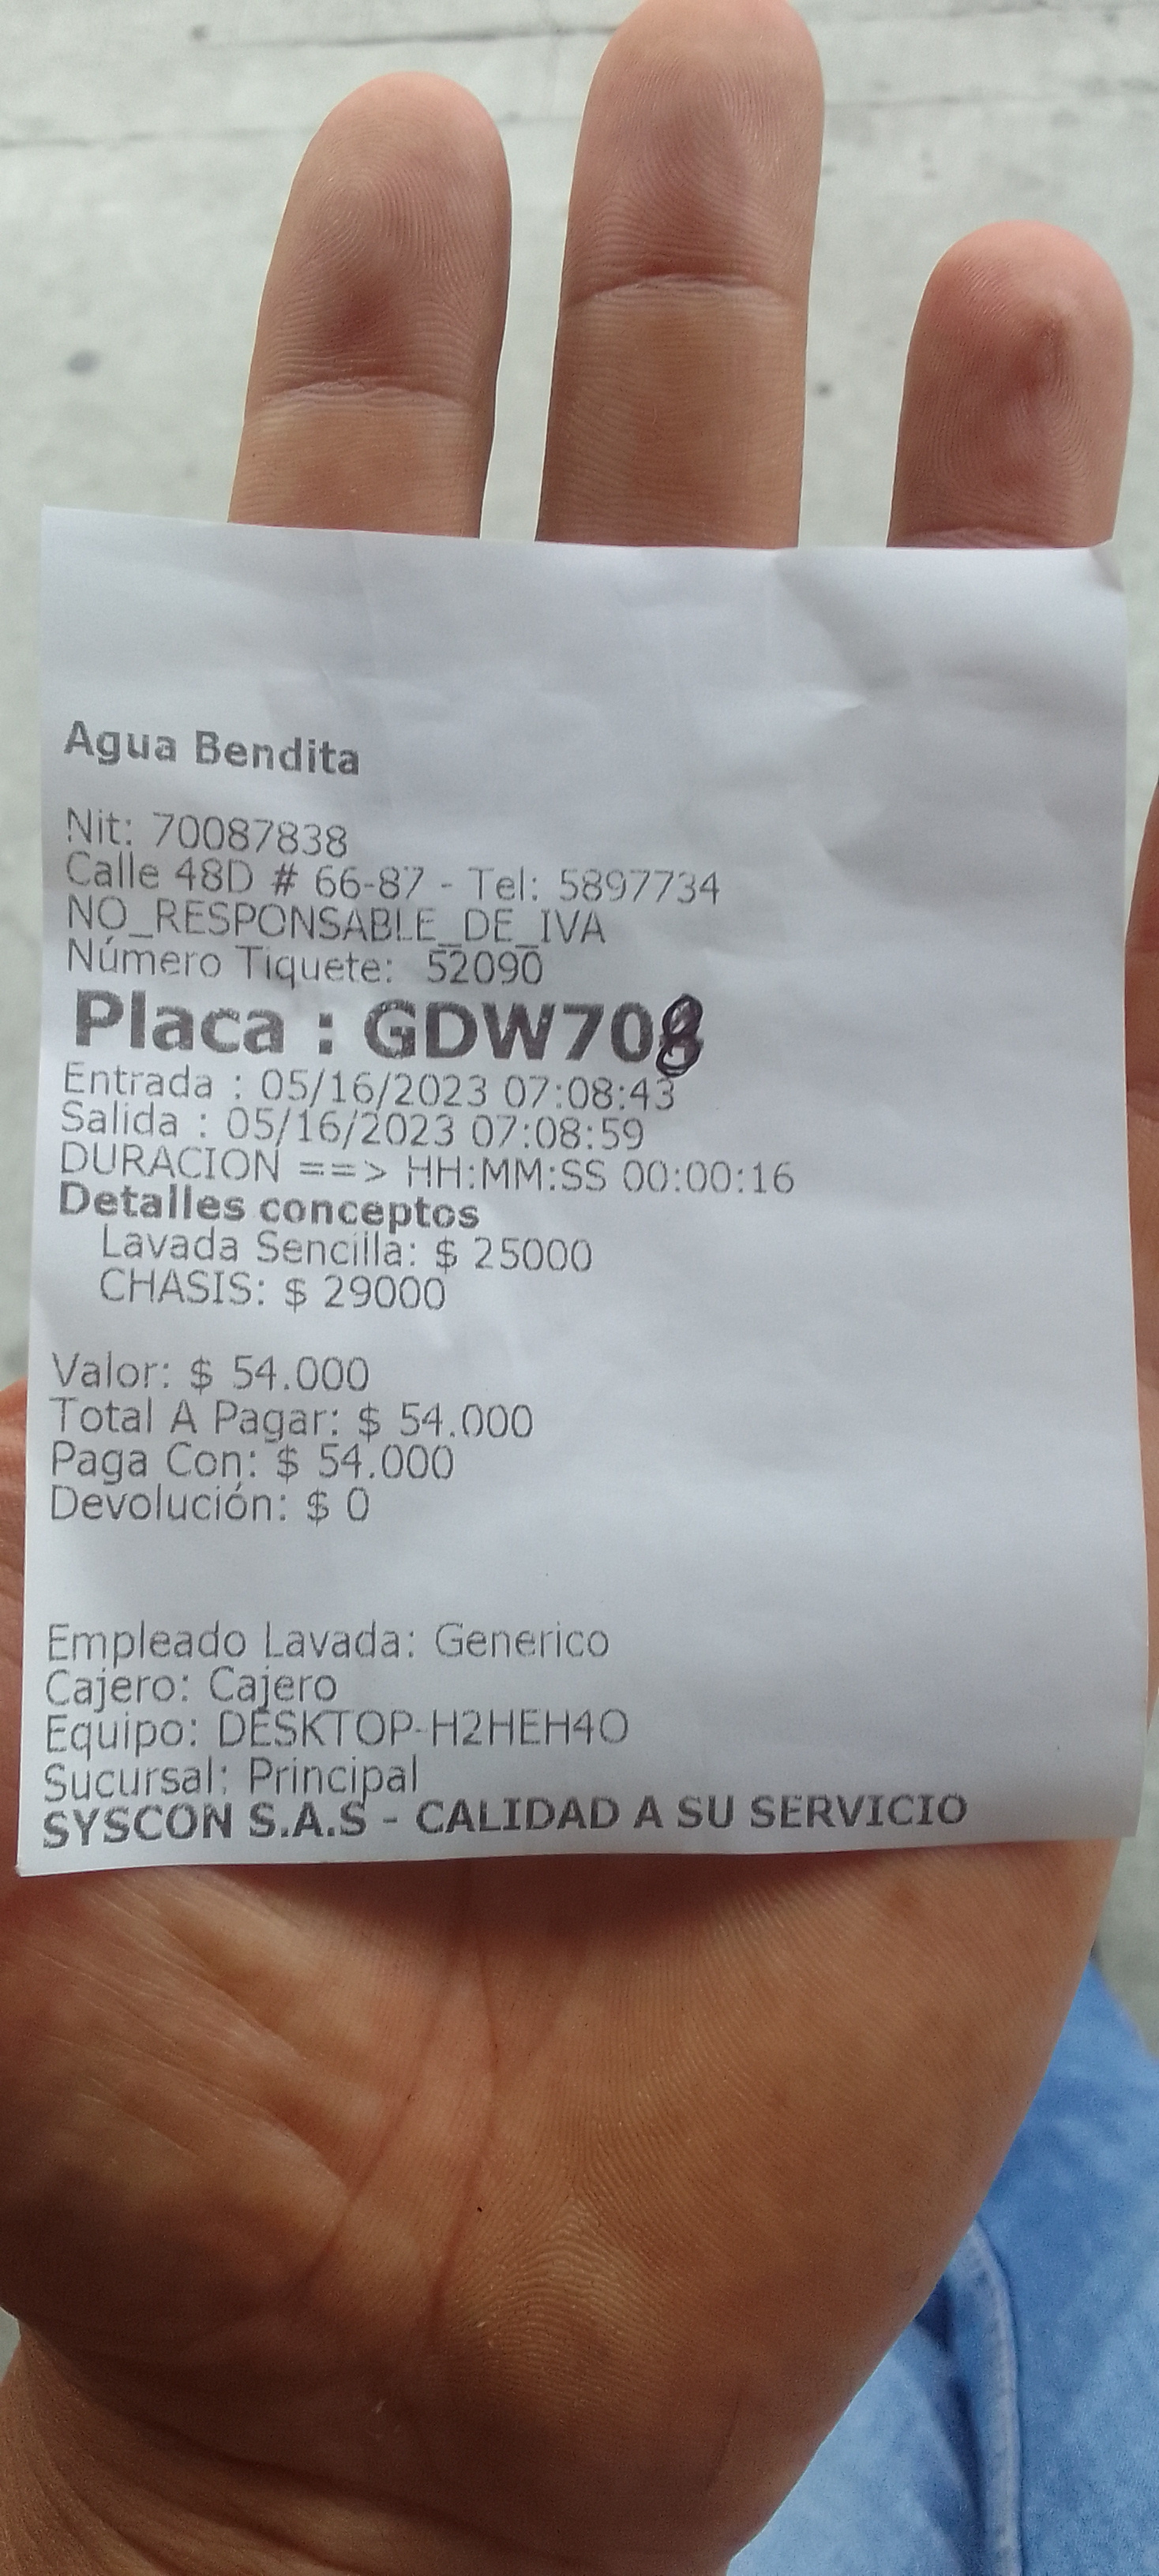 Agua Bendita
Nit: 70087838
Calle 48D # 66-87 - Tel: 5897734
NO_RESPONSABLE_DE_IVA
Número Tiquete: 52090
Placa : GDW708
Entrada : 05/16/2023 07:08:43
Salida : 05/16/2023 07:08:59
DURACION ==> HH:MM:SS 00:00:16
Detalles conceptos
Lavada Sencilla: $ 25000
CHASIS: $ 29000
Valor: $ 54.000
Total A Pagar: $ 54.000
Paga Con: $ 54.000
Devolución: $ 0
Empleado Lavada: Generico
Cajero: Cajero
Equipo: DESKTOP-H2HEH4O
Sucursal: Principal
SYSCON S.A.S - CALIDAD A SU SERVICIO